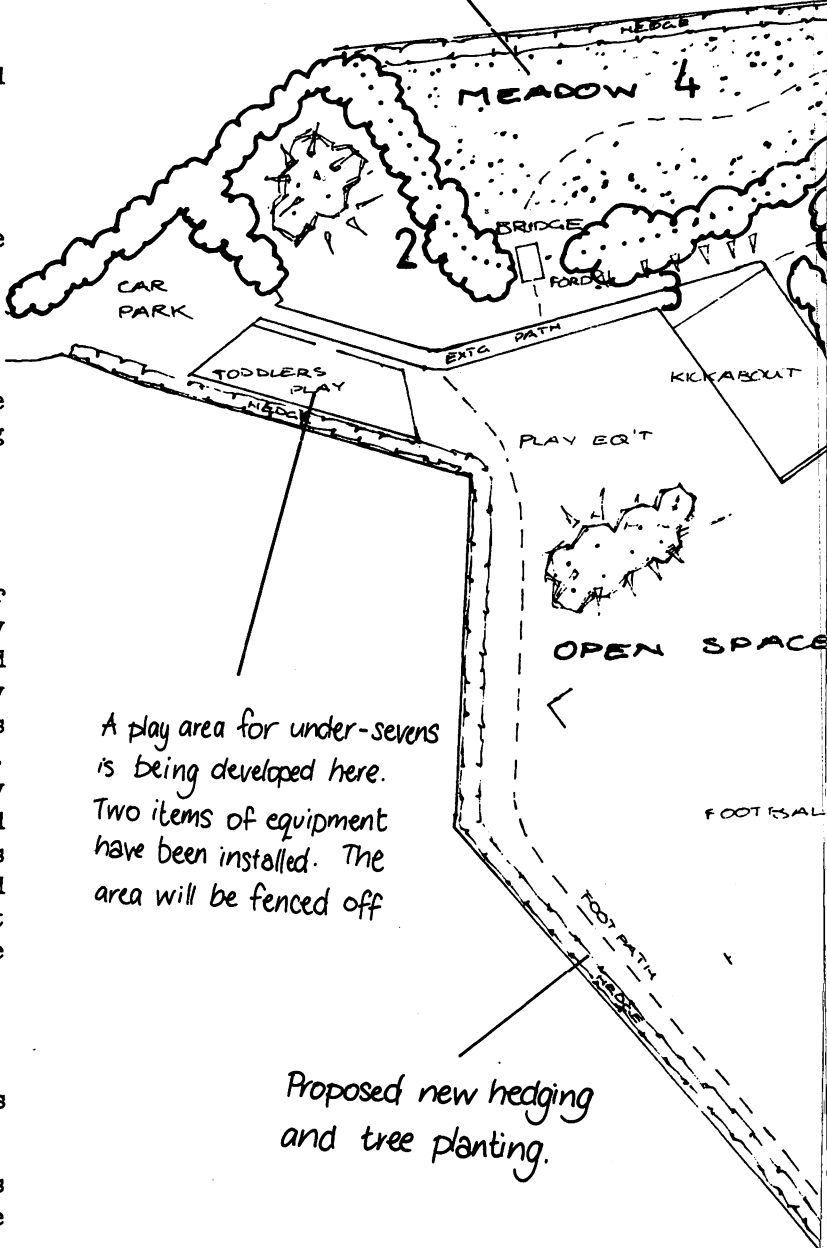 HEDGE
MEADOW 4
2
BRIDGE
FORD
CAR
PARK
EXTG PATH
TODDLERS
PLAY
HEDGE
KICKABOUT
PLAY EQ'T
OPEN SPACE
A play area for under-sevens
is being developed here.
Two items of equipment
have been installed. The
area will be fenced off
FOOTBAL
FOOTPATH
HEDGE
Proposed new hedging
and tree planting.